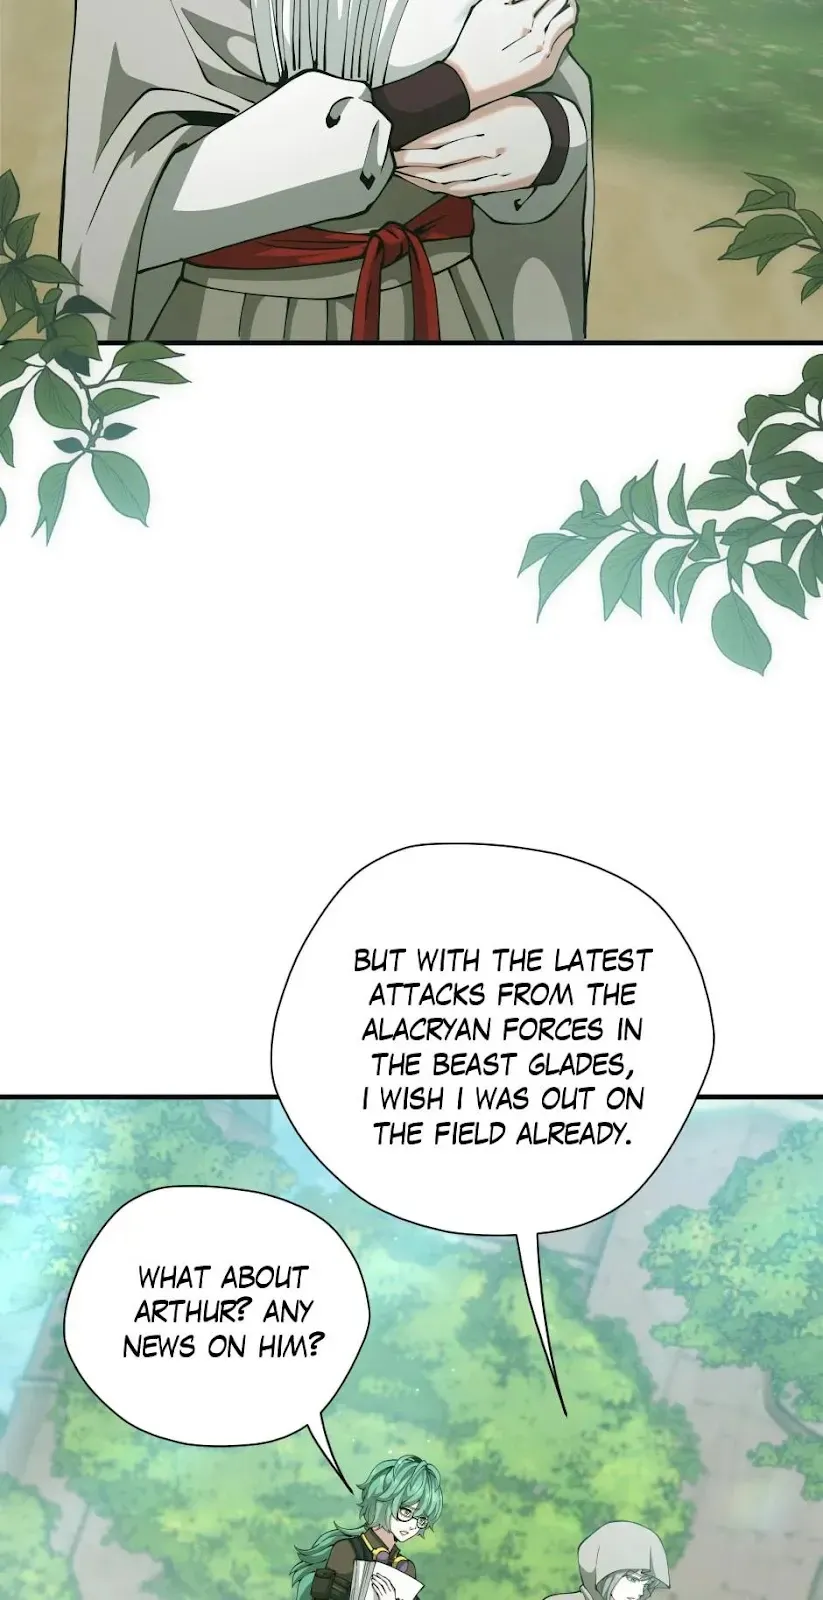 BUT WITH THE LATEST
ATTACKS FROM THE
ALACRYAN FORCES IN
THE BEAST GLADES,
I WISH I WAS OUT ON
THE FIELD ALREADY.
WHAT ABOUT
ARTHUR? ANY
NEWS ON HIM?